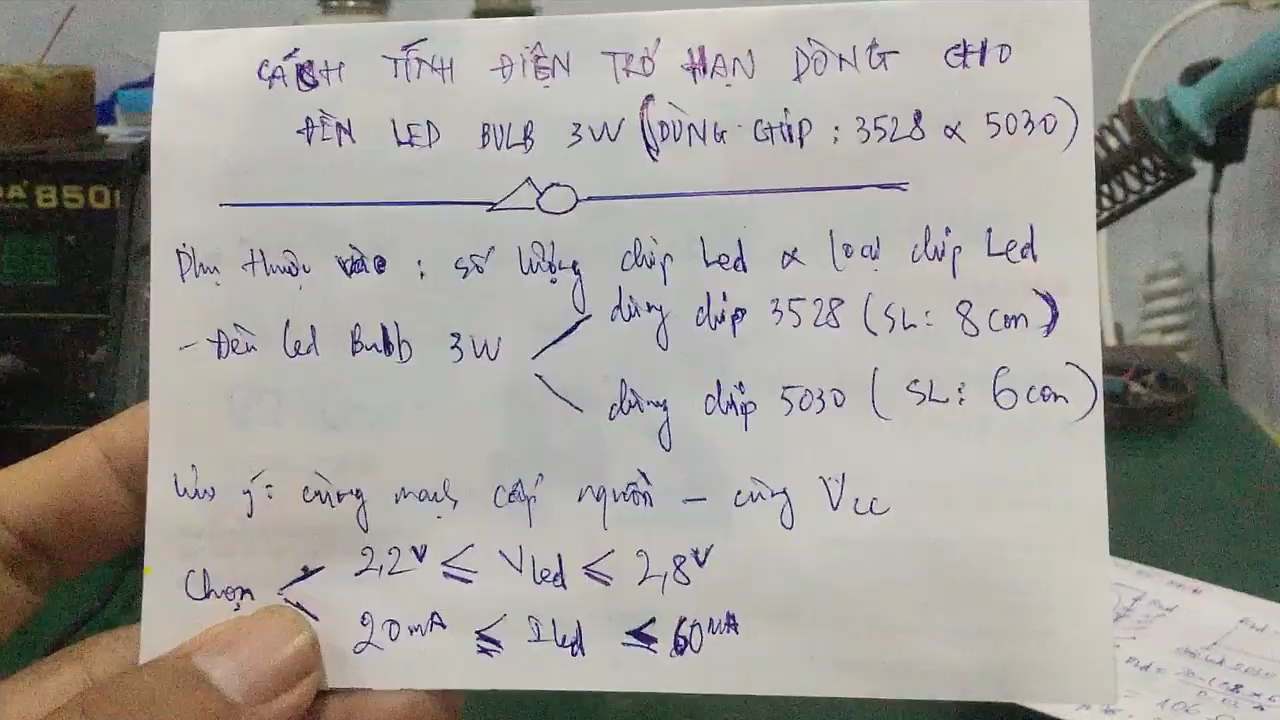 CÁCH TÍNH ĐIỆN TRỞ HẠN DÒNG CHO
ĐÈN LED BULB 3W (DÙNG CHIP : 3528 & 5030)
Phụ thuộc vào : số lượng chip Led & loại chip Led
- Đèn led Bulb 3W
dùng chip 3528 (SL: 8 con)
dùng chip 5030 (SL: 6 con)
Lưu ý: cùng mạch cấp nguồn - cùng Vcc
Chọn
2,2V ≤ Vled ≤ 2,8V
20mA ≤ Iled ≤ 60mA
850
106